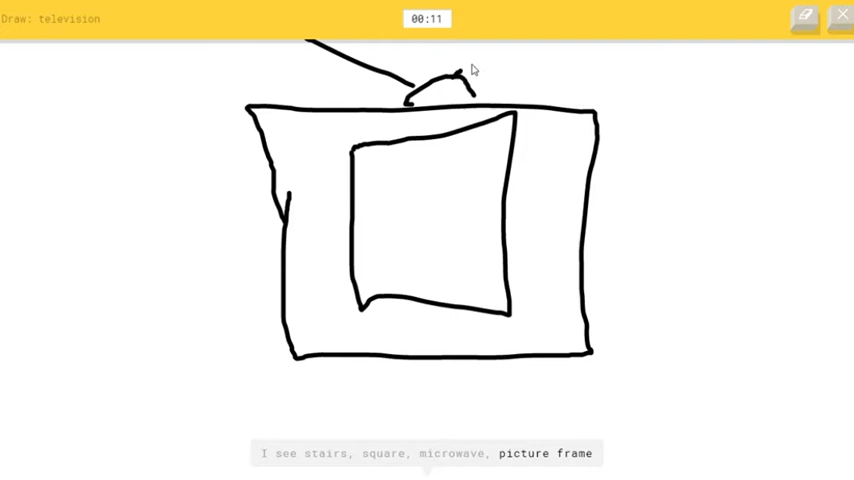 Draw: television
00:11
I see stairs, square, microwave, picture frame